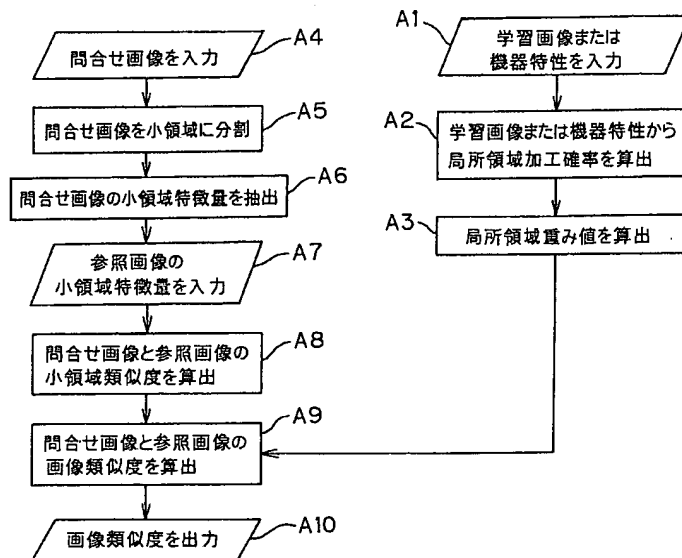 A4
問合せ画像を入力
A5
問合せ画像を小領域に分割
A6
問合せ画像の小領域特徴量を抽出
A7
参照画像の
小領域特徴量を入力
A8
問合せ画像と参照画像の
小領域類似度を算出
A9
問合せ画像と参照画像の
画像類似度を算出
画像類似度を出力
A10
A1
学習画像または
機器特性を入力
A2
学習画像または機器特性から
局所領域加工確率を算出
A3
局所領域重み値を算出